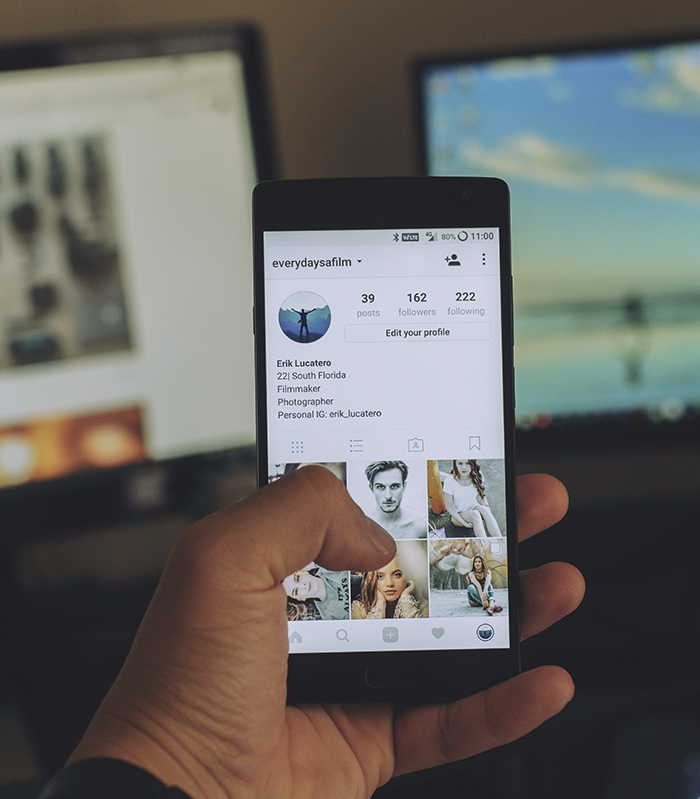 VoLTE 4G 80% 11:00
everydaysafilm
39 162 222
posts followers following
Edit your profile
Erik Lucatero
22| South Florida
Filmmaker
Photographer
Personal IG: erik_lucatero